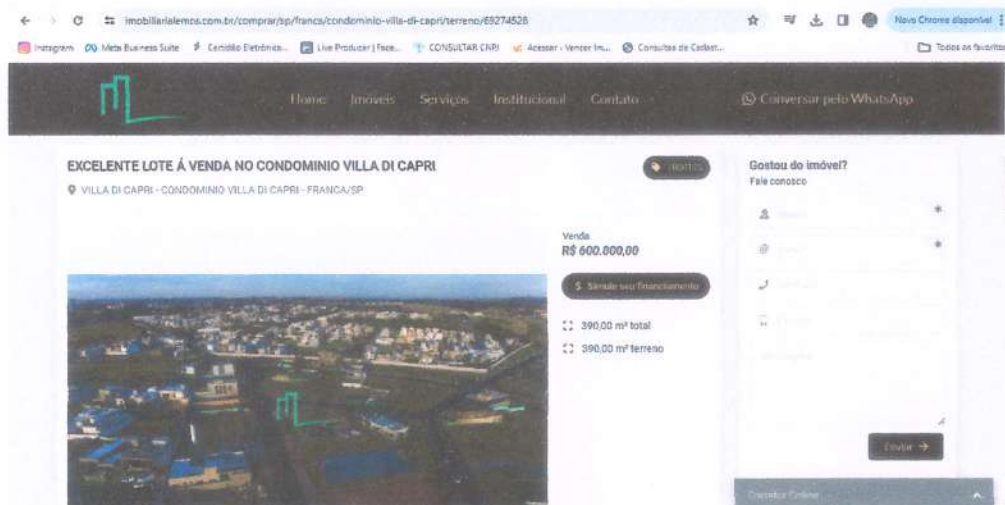 imobiliarialemos.com.br/comprar/sp/franca/condominio-villa-di-capri/terreno/69274528
Novo Chrome disponível
Instagram Meta Business Suite Certidão Eletrônica... Live Producer | Face... CONSULTAR CNPJ Acessar - Vencer Im... Consultas de Cadast... Todos os favoritos
Home Imóveis Serviços Institucional Contato Conversar pelo WhatsApp
EXCELENTE LOTE Á VENDA NO CONDOMINIO VILLA DI CAPRI
VILLA DI CAPRI - CONDOMINIO VILLA DI CAPRI - FRANCA/SP
Gostou do imóvel?
Fale conosco
Venda
R$ 600.000,00
$ Simule seu financiamento
390,00 m² total
390,00 m² terreno
Enviar
Corretor Online